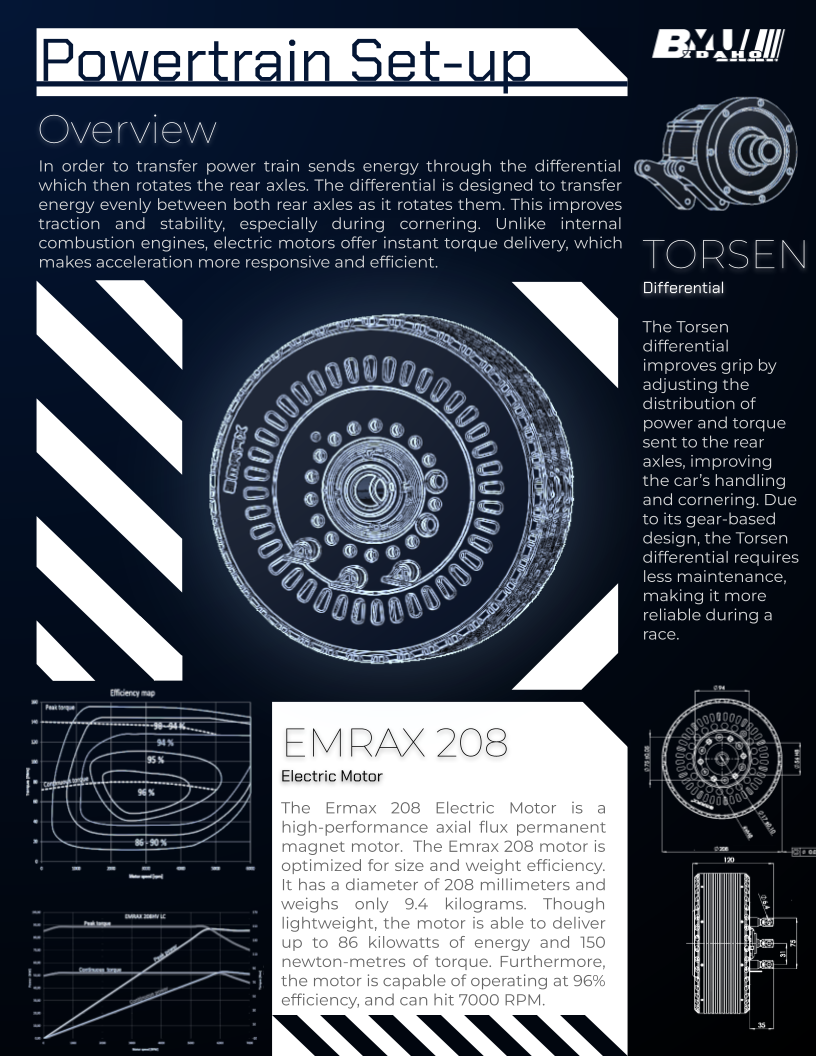 Powertrain Set-up
BYU
IDAHO
Overview
In order to transfer power train sends energy through the differential
which then rotates the rear axles. The differential is designed to transfer
energy evenly between both rear axles as it rotates them. This improves
traction and stability, especially during cornering. Unlike internal
combustion engines, electric motors offer instant torque delivery, which
makes acceleration more responsive and efficient.
TORSEN
Differential
The Torsen
differential
improves grip by
adjusting the
distribution of
power and torque
sent to the rear
axles, improving
the car's handling
and cornering. Due
to its gear-based
design, the Torsen
differential requires
less maintenance,
making it more
reliable during a
race.
EMRAX
Efficiency map
Peak torque
94 %
95 %
Continuous torque
96 %
86 - 90 %
Motor speed [rpm]
EMRAX 208HV LC
Peak torque
Peak power
Continuous torque
Continuous power
Motor speed [RPM]
EMRAX 208
Electric Motor
The Ermax 208 Electric Motor is a
high-performance axial flux permanent
magnet motor. The Emrax 208 motor is
optimized for size and weight efficiency.
It has a diameter of 208 millimeters and
weighs only 9.4 kilograms. Though
lightweight, the motor is able to deliver
up to 86 kilowatts of energy and 150
newton-metres of torque. Furthermore,
the motor is capable of operating at 96%
efficiency, and can hit 7000 RPM.
∅94
∅208
120
31
75
35